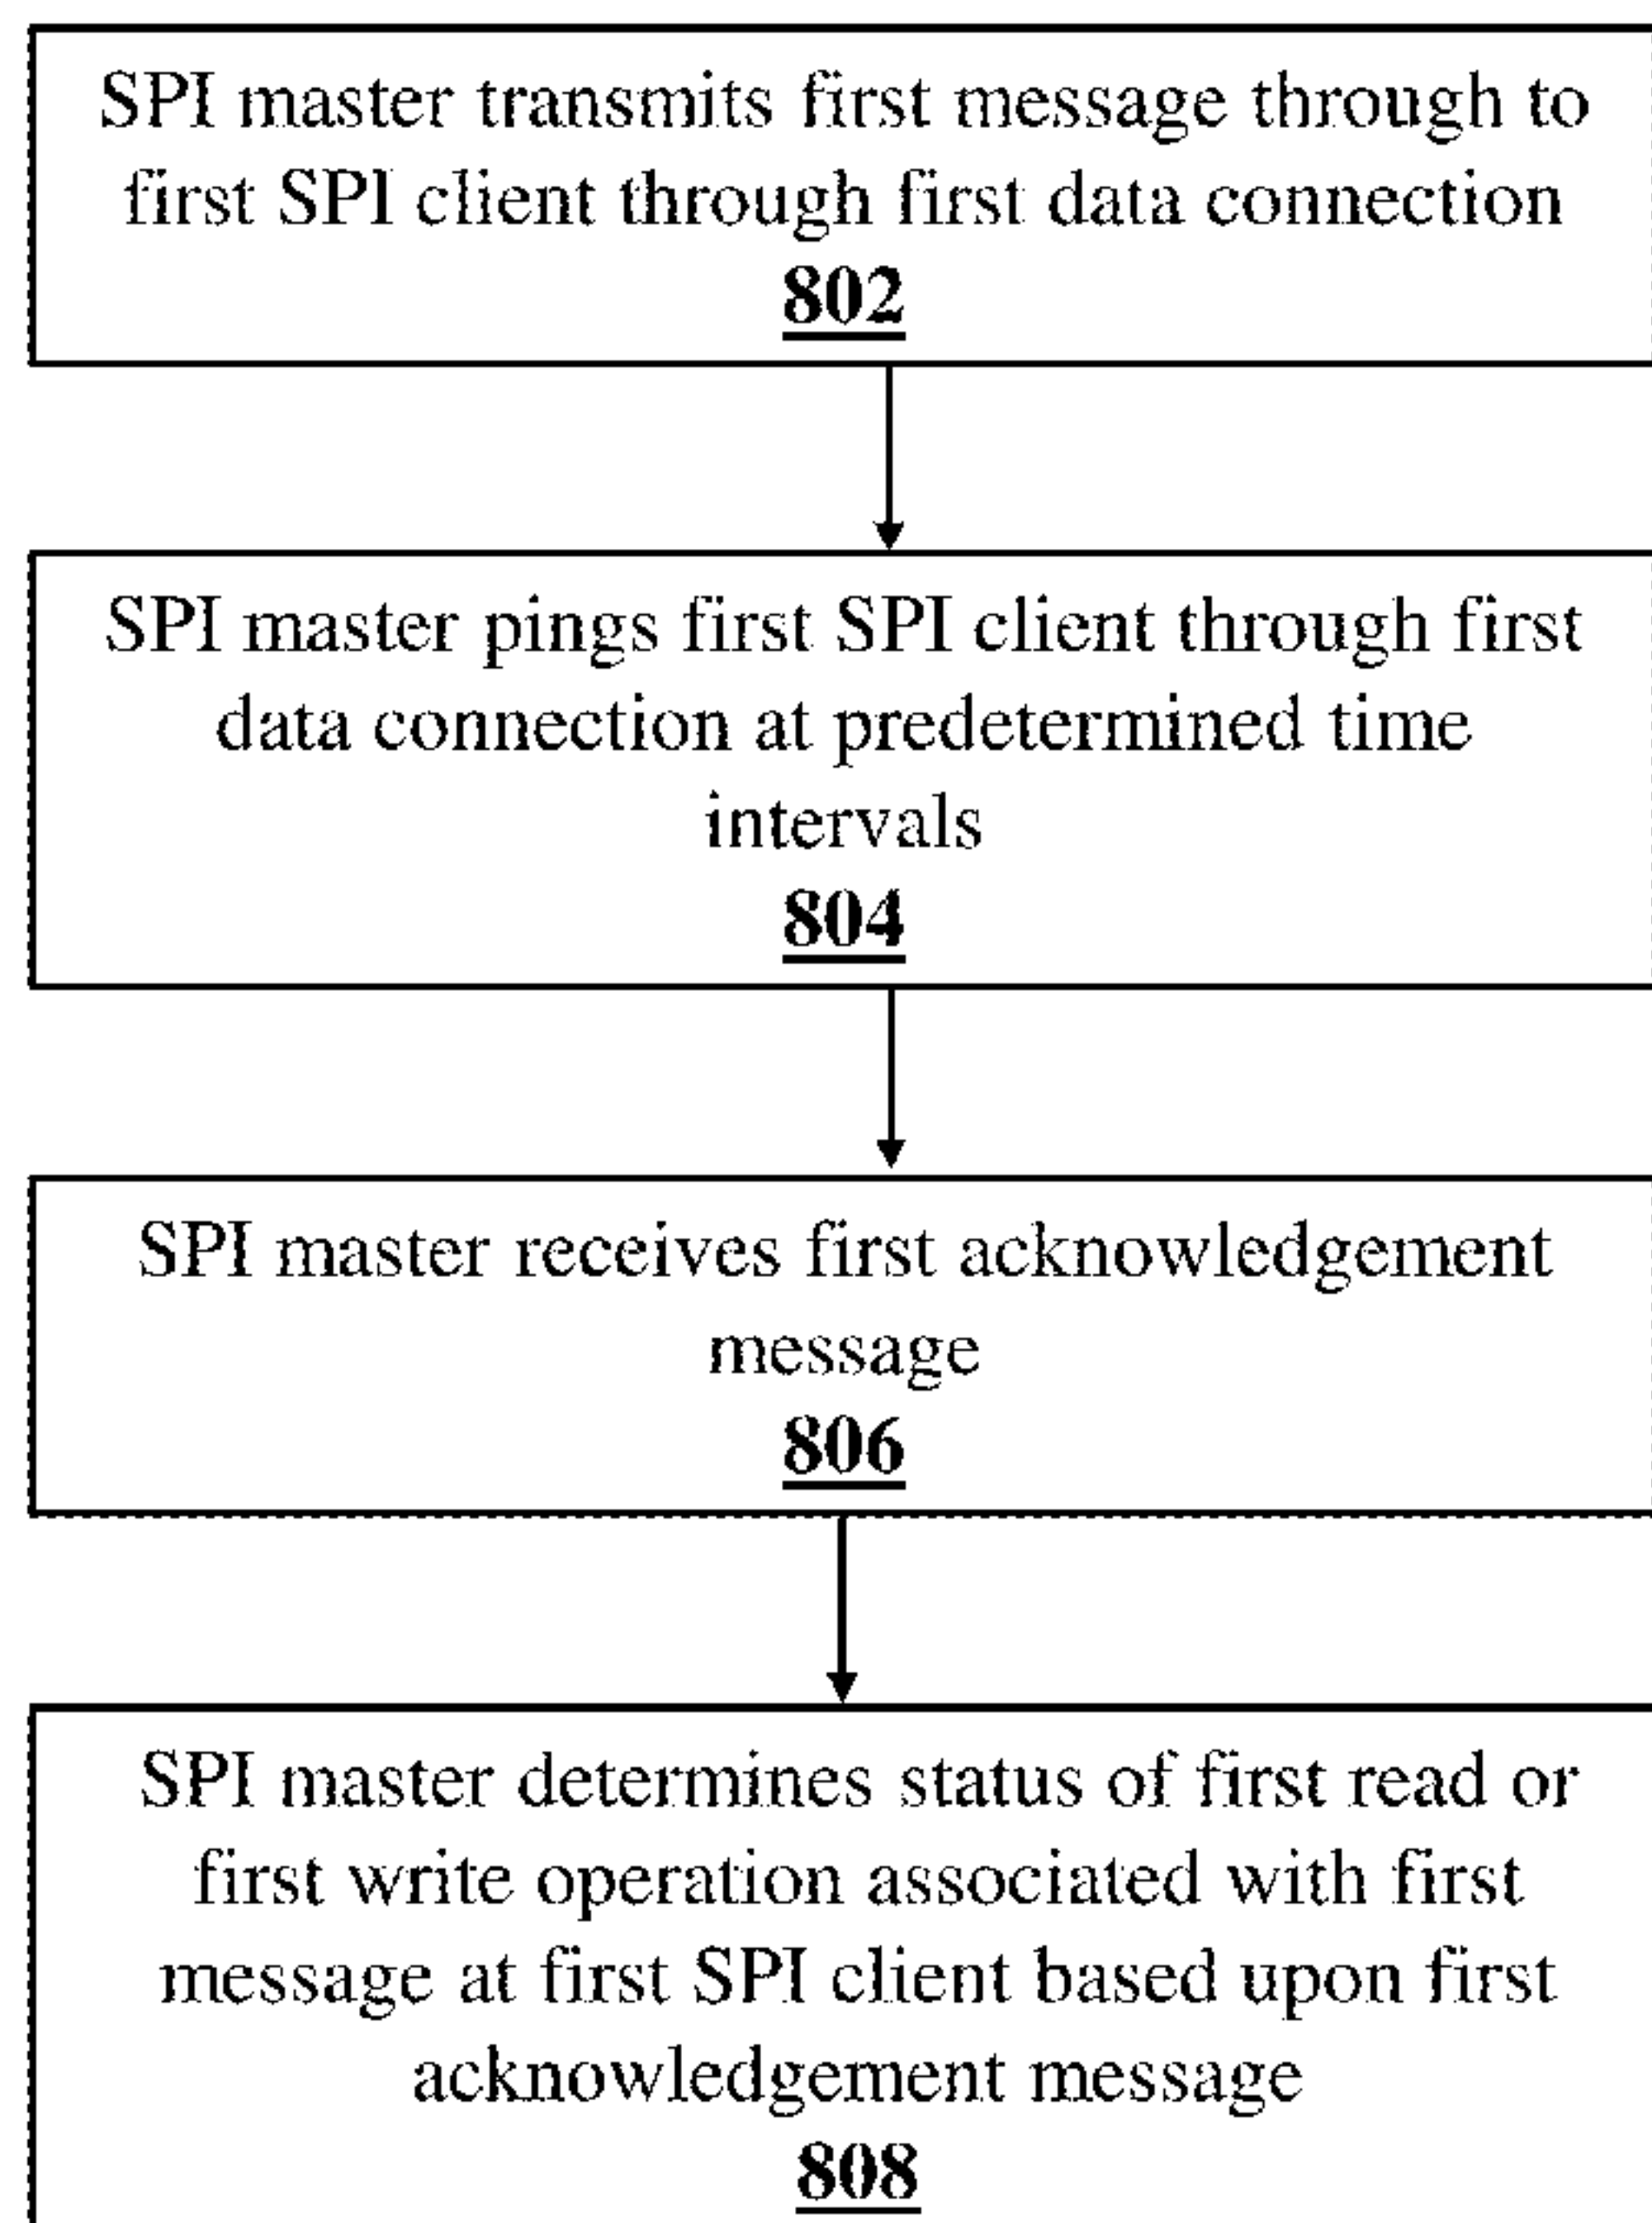 SPI master transmits first message through to
first SPI client through first data connection
802
SPI master pings first SPI client through first
data connection at predetermined time
intervals
804
SPI master receives first acknowledgement
message
806
SPI master determines status of first read or
first write operation associated with first
message at first SPI client based upon first
acknowledgement message
808